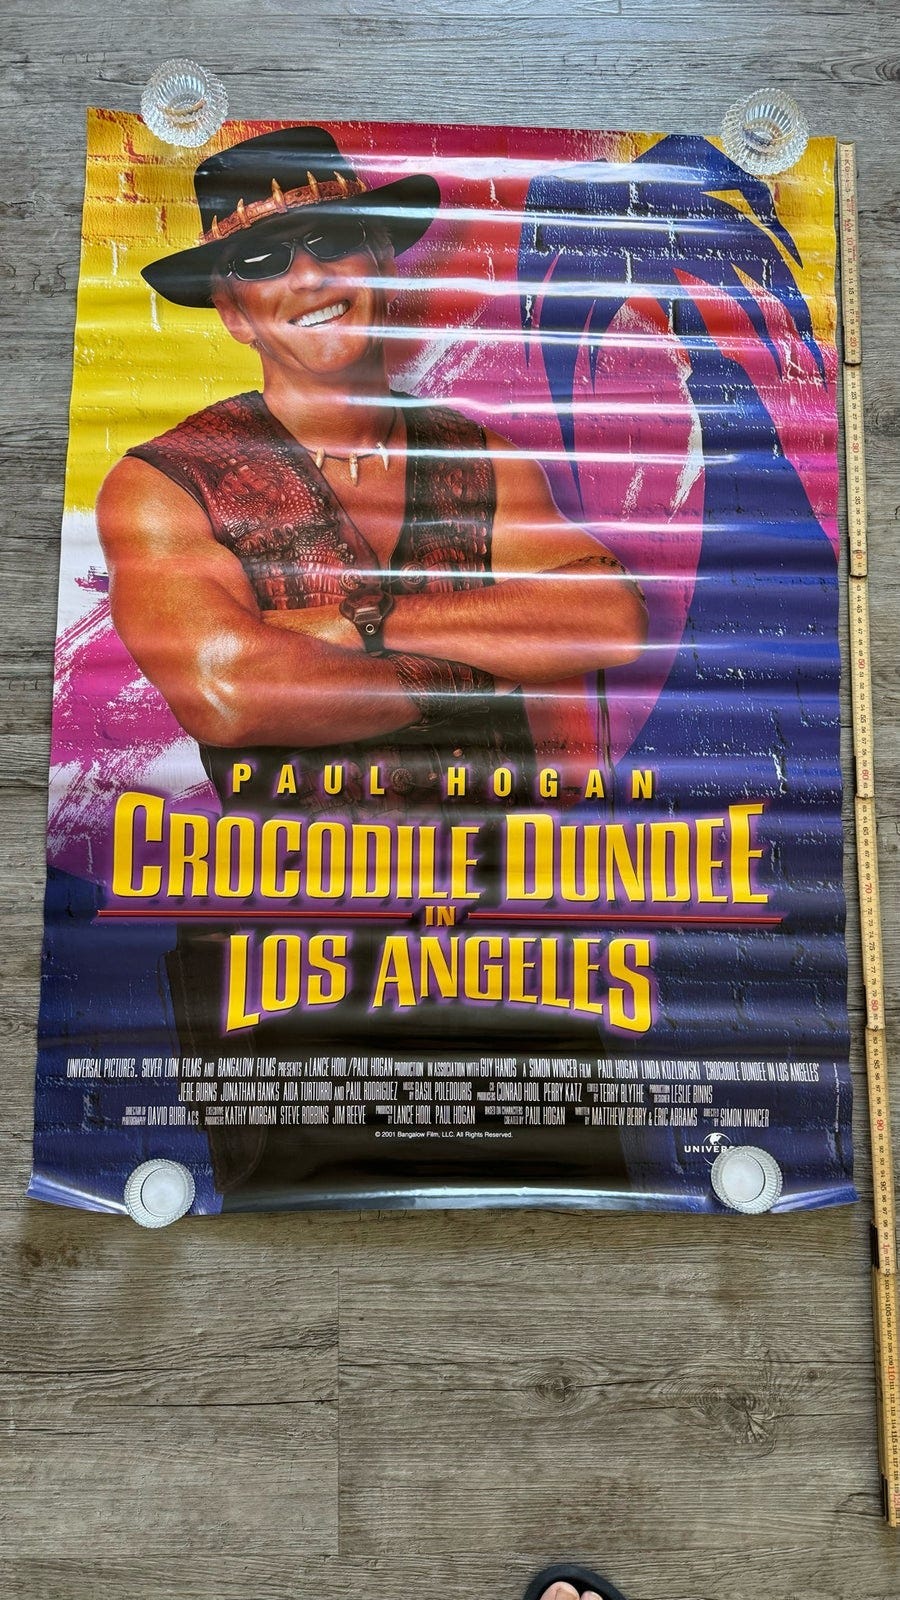 PAUL HOGAN
CROCODILE DUNDEE
IN
LOS ANGELES
UNIVERSAL PICTURES, SILVER LION FILMS AND BANGALOW FILMS PRESENTS A LANCE HOOL/PAUL HOGAN PRODUCTION IN ASSOCIATION WITH GUY HANDS A SIMON WINCER FILM PAUL HOGAN LINDA KOZLOWSKI "CROCODILE DUNDEE IN LOS ANGELES"
JERE BURNS JONATHAN BANKS AIDA TURTURRO AND PAUL RODRIGUEZ MUSIC BY BASIL POLEDOURIS CONRAD HOOL PERRY KATZ EDITED BY TERRY BLYTHE PRODUCTION DESIGNER LESLIE BINNS
DIRECTOR OF PHOTOGRAPHY DAVID BURR ACS EXECUTIVE PRODUCERS KATHY MORGAN STEVE ROBBINS JIM REEVE PRODUCED BY LANCE HOOL PAUL HOGAN BASED ON CHARACTERS CREATED BY PAUL HOGAN WRITTEN BY MATTHEW BERRY & ERIC ABRAMS DIRECTED BY SIMON WINCER
© 2001 Bangalow Film, LLC. All Rights Reserved.
UNIVER